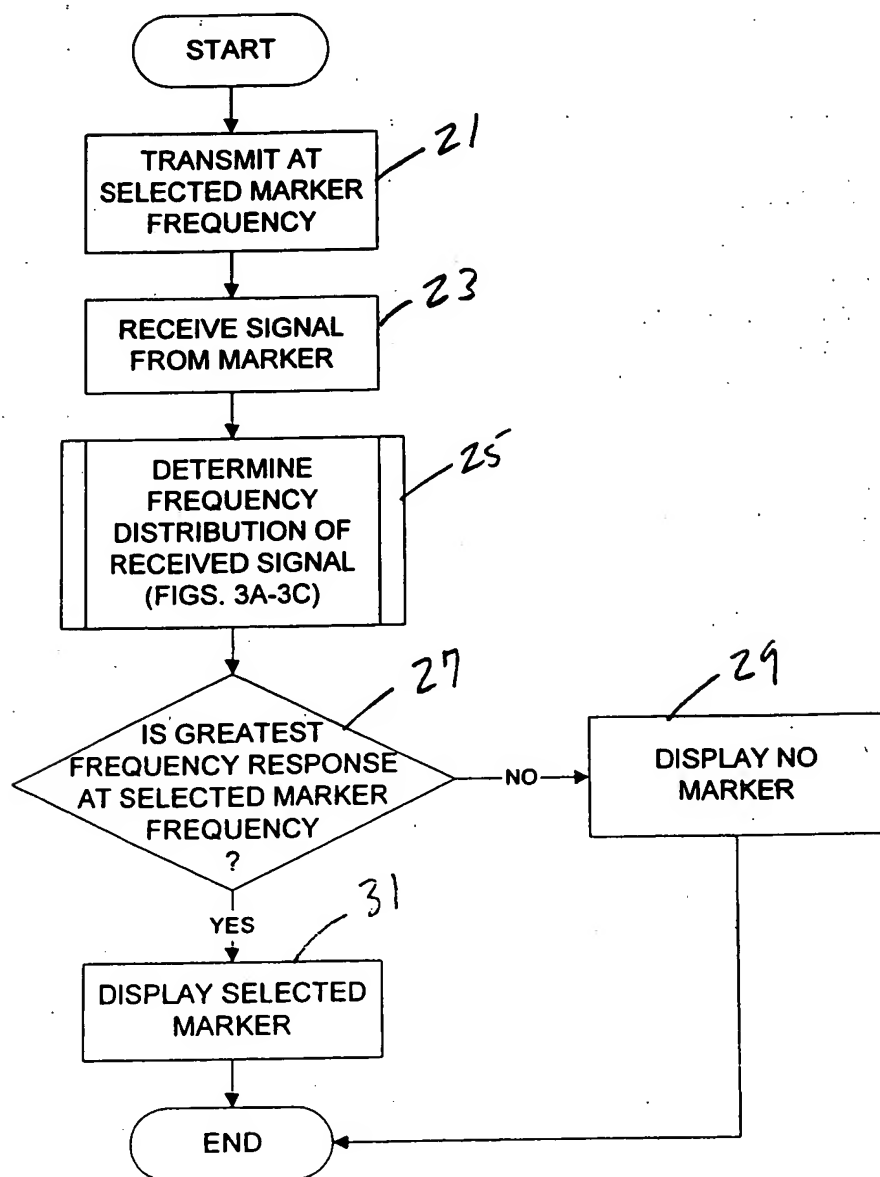 START
21
TRANSMIT AT
SELECTED MARKER
FREQUENCY
23
RECEIVE SIGNAL
FROM MARKER
25
DETERMINE
FREQUENCY
DISTRIBUTION OF
RECEIVED SIGNAL
(FIGS. 3A-3C)
27
IS GREATEST
FREQUENCY RESPONSE
AT SELECTED MARKER
FREQUENCY
?
NO
29
DISPLAY NO
MARKER
YES
31
DISPLAY SELECTED
MARKER
END